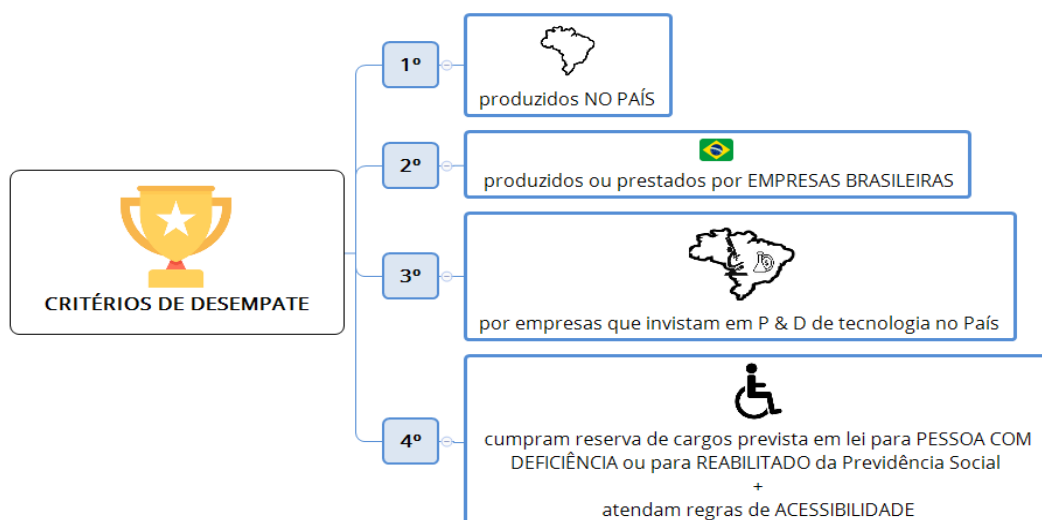 CRITÉRIOS DE DESEMPATE
1º
produzidos NO PAÍS
2º
produzidos ou prestados por EMPRESAS BRASILEIRAS
3º
por empresas que invistam em P & D de tecnologia no País
4º
cumpram reserva de cargos prevista em lei para PESSOA COM
DEFICIÊNCIA ou para REABILITADO da Previdência Social
+
atendam regras de ACESSIBILIDADE